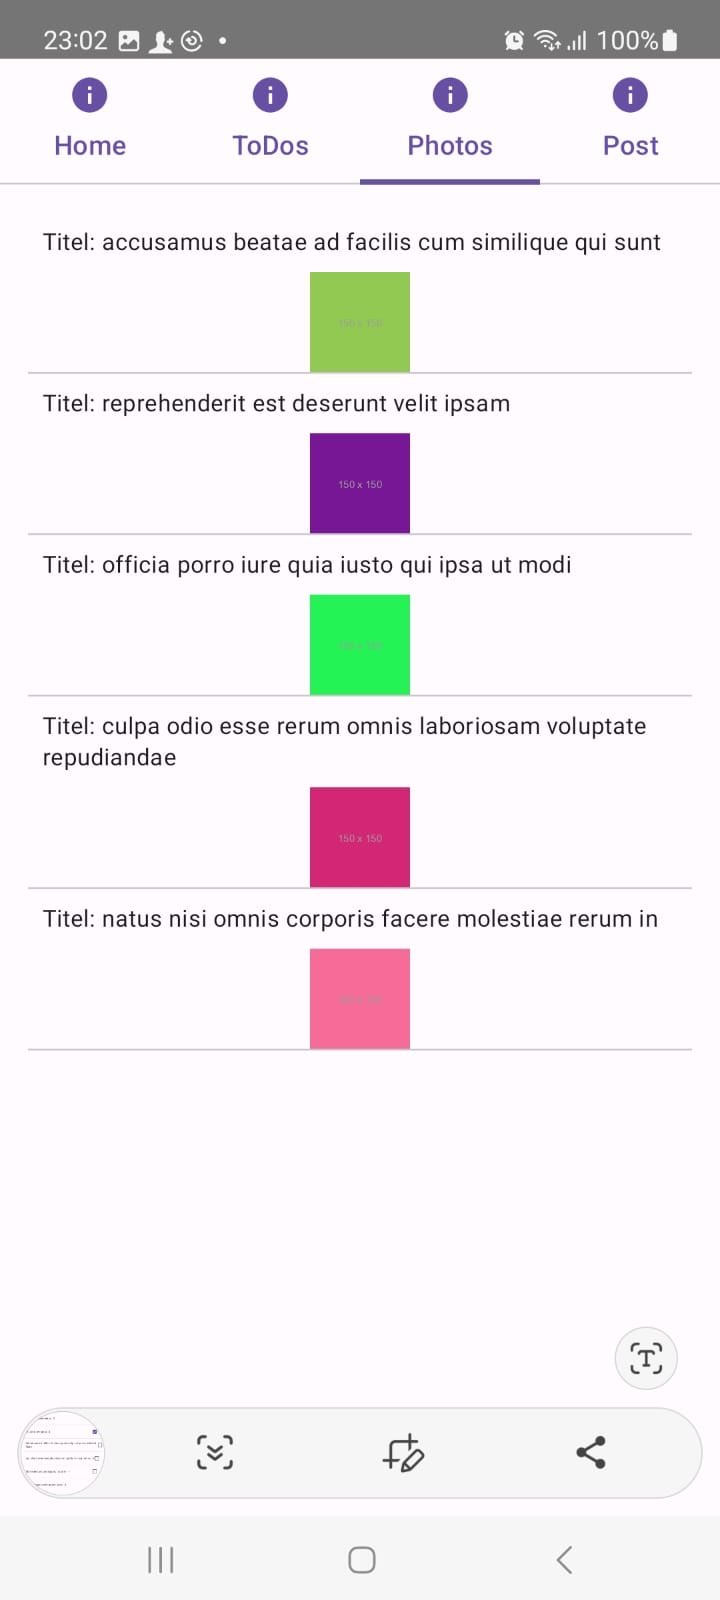 23:02 100%
Home ToDos Photos Post
Titel: accusamus beatae ad facilis cum similique qui sunt
150 x 150
Titel: reprehenderit est deserunt velit ipsam
150 x 150
Titel: officia porro iure quia iusto qui ipsa ut modi
150 x 150
Titel: culpa odio esse rerum omnis laboriosam voluptate
repudiandae
150 x 150
Titel: natus nisi omnis corporis facere molestiae rerum in